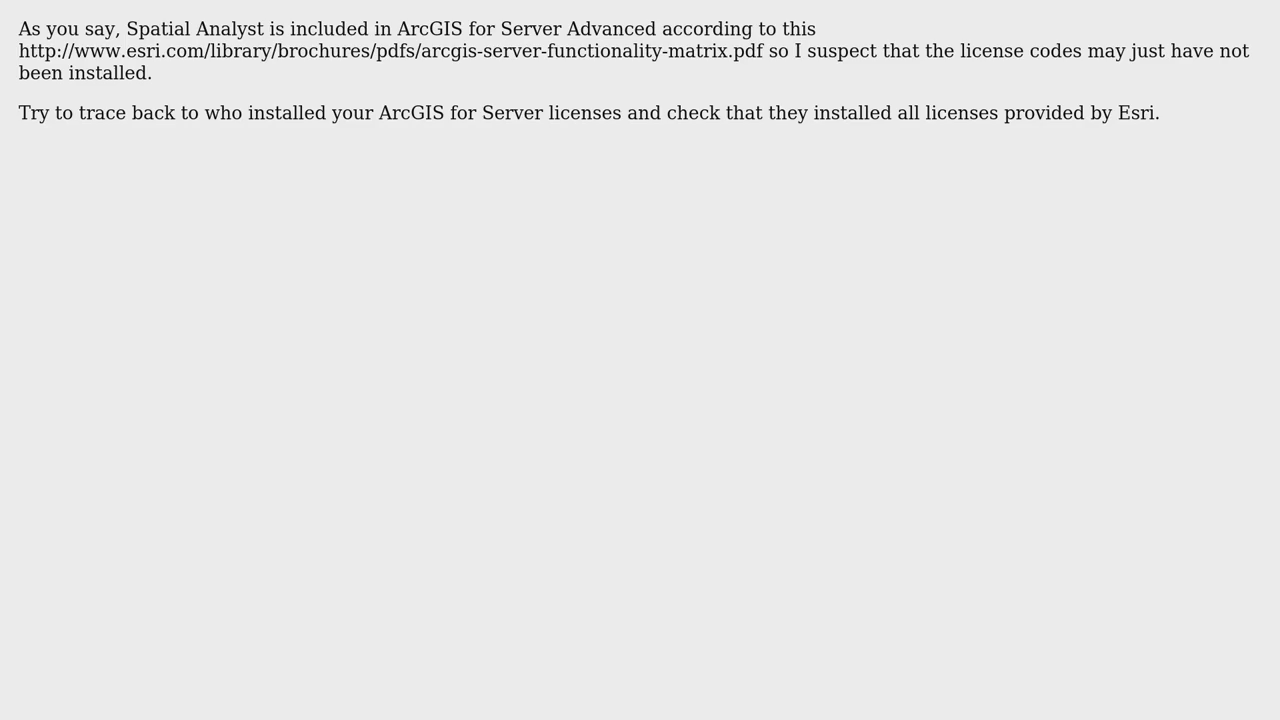 As you say, Spatial Analyst is included in ArcGIS for Server Advanced according to this
http://www.esri.com/library/brochures/pdfs/arcgis-server-functionality-matrix.pdf so I suspect that the license codes may just have not
been installed.
Try to trace back to who installed your ArcGIS for Server licenses and check that they installed all licenses provided by Esri.